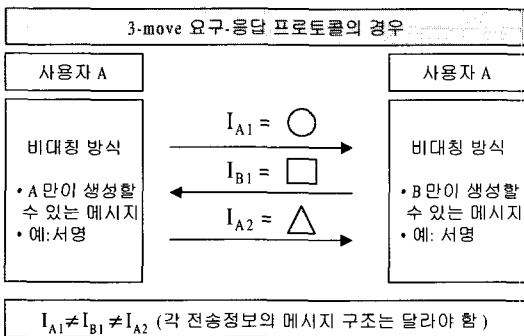 3-move 요구-응답 프로토콜의 경우
사용자 A
사용자 A
비대칭 방식
• A만이 생성할
수 있는 메시지
• 예:서명
I_A1 =
I_B1 =
I_A2 =
비대칭 방식
• B만이 생성할
수 있는 메시지
• 예: 서명
I_A1≠I_B1≠I_A2 (각 전송정보의 메시지 구조는 달라야 함)